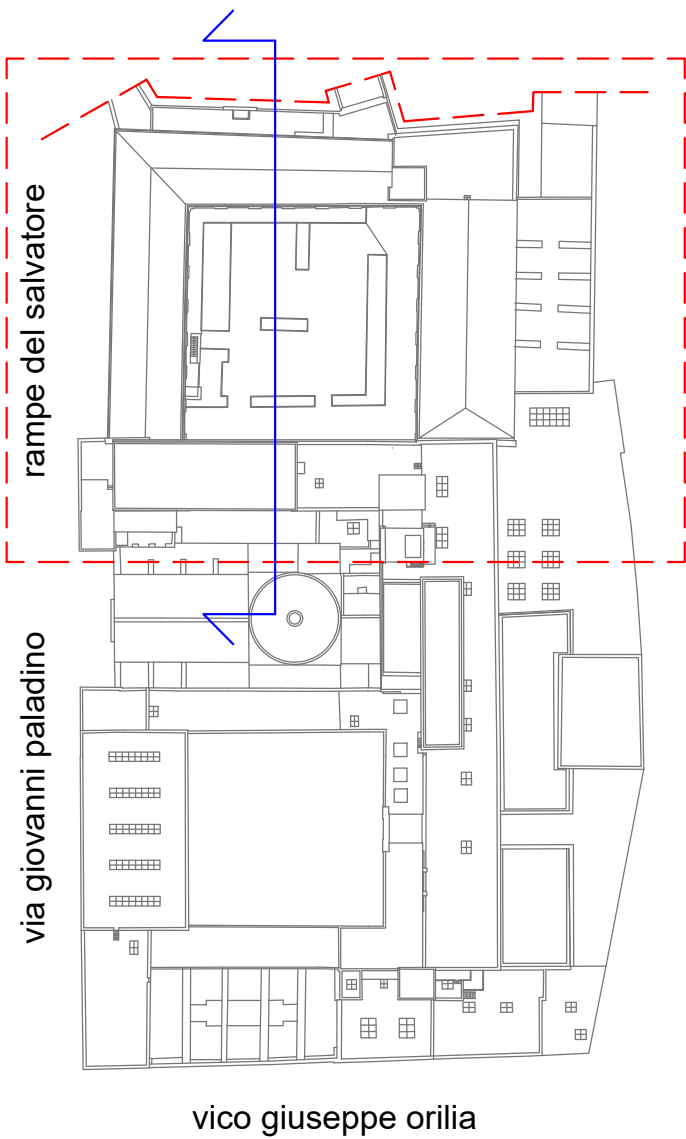 rampe del salvatore
via giovanni paladino
vico giuseppe orilia